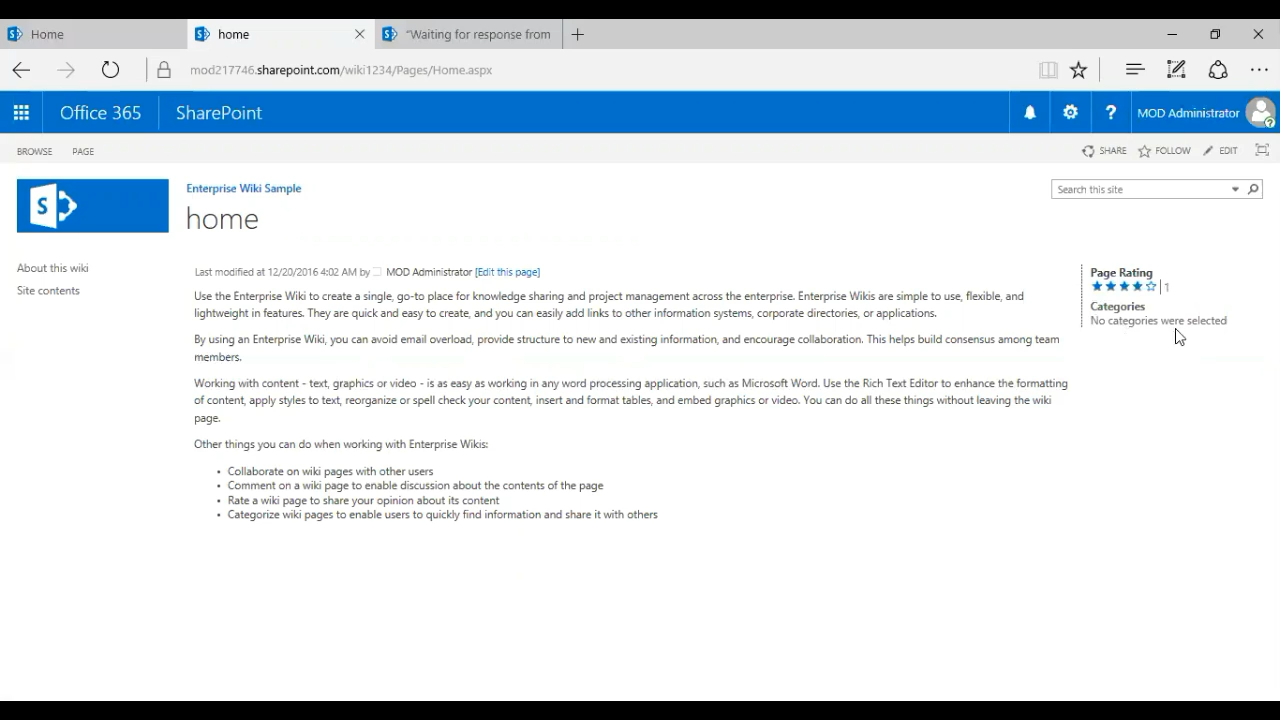 Home
home
"Waiting for response from
mod217746.sharepoint.com/wiki1234/Pages/Home.aspx
Office 365
SharePoint
?
MOD Administrator
BROWSE
PAGE
SHARE
FOLLOW
EDIT
S
Enterprise Wiki Sample
Search this site
home
About this wiki
Site contents
Last modified at 12/20/2016 4:02 AM by MOD Administrator [Edit this page]
Use the Enterprise Wiki to create a single, go-to place for knowledge sharing and project management across the enterprise. Enterprise Wikis are simple to use, flexible, and
lightweight in features. They are quick and easy to create, and you can easily add links to other information systems, corporate directories, or applications.
By using an Enterprise Wiki, you can avoid email overload, provide structure to new and existing information, and encourage collaboration. This helps build consensus among team
members.
Working with content - text, graphics or video - is as easy as working in any word processing application, such as Microsoft Word. Use the Rich Text Editor to enhance the formatting
of content, apply styles to text, reorganize or spell check your content, insert and format tables, and embed graphics or video. You can do all these things without leaving the wiki
page.
Other things you can do when working with Enterprise Wikis:
• Collaborate on wiki pages with other users
• Comment on a wiki page to enable discussion about the contents of the page
• Rate a wiki page to share your opinion about its content
• Categorize wiki pages to enable users to quickly find information and share it with others
Page Rating
1
Categories
No categories were selected